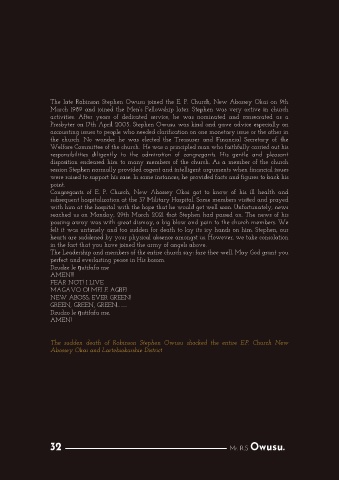 The late Robinson Stephen Owusu joined the E. P. Church, New Abossey Okai on 9th
March 1989 and joined the Men's Fellowship later. Stephen was very active in church
activities. After years of dedicated service, he was nominated and consecrated as a
Presbyter on 17th April 2005. Stephen Owusu was kind and gave advice especially on
accounting issues to people who needed clarification on one monetary issue or the other in
the church. No wonder he was elected the Treasurer and Financial Secretary of the
Welfare Committee of the church. He was a principled man who faithfully carried out his
responsibilities diligently to the admiration of congregants. His gentle and pleasant
disposition endeared him to many members of the church. As a member of the church
session Stephen normally provided cogent and intelligent arguments when financial issues
were raised to support his case. In some instances, he provided facts and figures to back his
point.
Congregants of E. P. Church, New Abossey Okai got to know of his ill health and
subsequent hospitalization at the 37 Military Hospital. Some members visited and prayed
with him at the hospital with the hope that he would get well soon. Unfortunately, news
reached us on Monday, 29th March 2021 that Stephen had passed on. The news of his
passing away was with great dismay, a big blow and pain to the church members. We
felt it was untimely and too sudden for death to lay its icy hands on him. Stephen, our
hearts are saddened by your physical absence amongst us. However, we take consolation
in the fact that you have joined the army of angels above.
The Leadership and members of the entire church say: fare thee well. May God grant you
perfect and everlasting peace in His bosom.
Dzudzɔ le ŋutifafa me
AMEN!!!
FEAR NOT! I LIVE
NEW ABOSS, EVER GREEN!
GREEN, GREEN, GREEN.......
Dzudzɔ le ŋutifafa me.
AMEN!
The sudden death of Robinson Stephen Owusu shocked the entire E.P. Church New
Abossey Okai and Lartebiokorshie District
32 Mr. R.S Owusu.